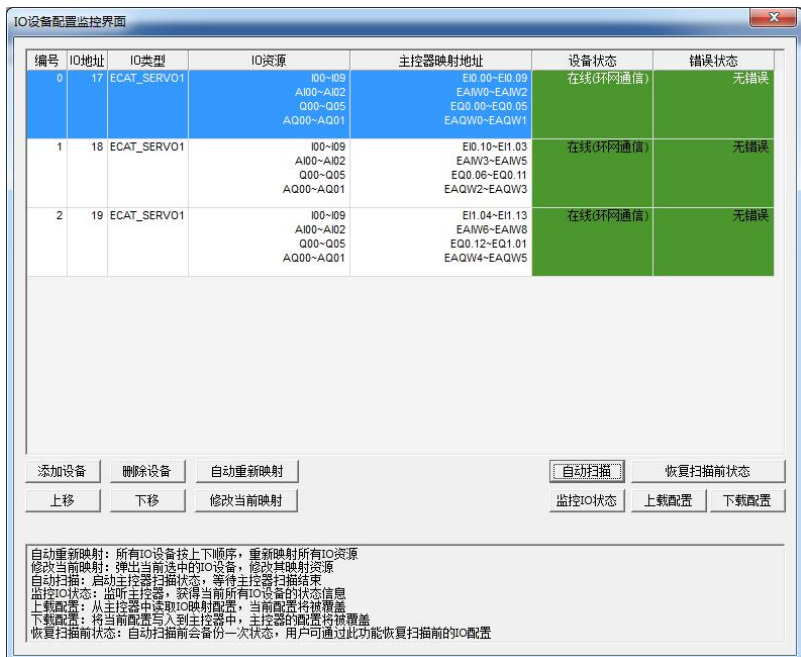 IO设备配置监控界面
编号 IO地址 IO类型 IO资源 主控器映射地址 设备状态 错误状态
0 17 ECAT_SERVO1 I00~I09 EI0.00~EI0.09 在线(环网通信) 无错误
AI00~AI02 EAIW0~EAIW2
Q00~Q05 EQ0.00~EQ0.05
AQ00~AQ01 EAQW0~EAQW1
1 18 ECAT_SERVO1 I00~I09 EI0.10~EI1.03 在线(环网通信) 无错误
AI00~AI02 EAIW3~EAIW5
Q00~Q05 EQ0.06~EQ0.11
AQ00~AQ01 EAQW2~EAQW3
2 19 ECAT_SERVO1 I00~I09 EI1.04~EI1.13 在线(环网通信) 无错误
AI00~AI02 EAIW6~EAIW8
Q00~Q05 EQ0.12~EQ1.01
AQ00~AQ01 EAQW4~EAQW5
添加设备 删除设备 自动重新映射 自动扫描 恢复扫描前状态
上移 下移 修改当前映射 监控IO状态 上载配置 下载配置
自动重新映射：所有IO设备按上下顺序，重新映射所有IO资源
修改当前映射：弹出当前选中的IO设备，修改其映射资源
自动扫描：启动主控器扫描状态，等待主控器扫描结束
监控IO状态：监听主控器，获得当前所有IO设备的状态信息
上载配置：从主控器中读取IO映射配置，当前配置将被覆盖
下载配置：将当前配置写入到主控器中，主控器的配置将被覆盖
恢复扫描前状态：自动扫描前会备份一次状态，用户可通过此功能恢复扫描前的IO配置